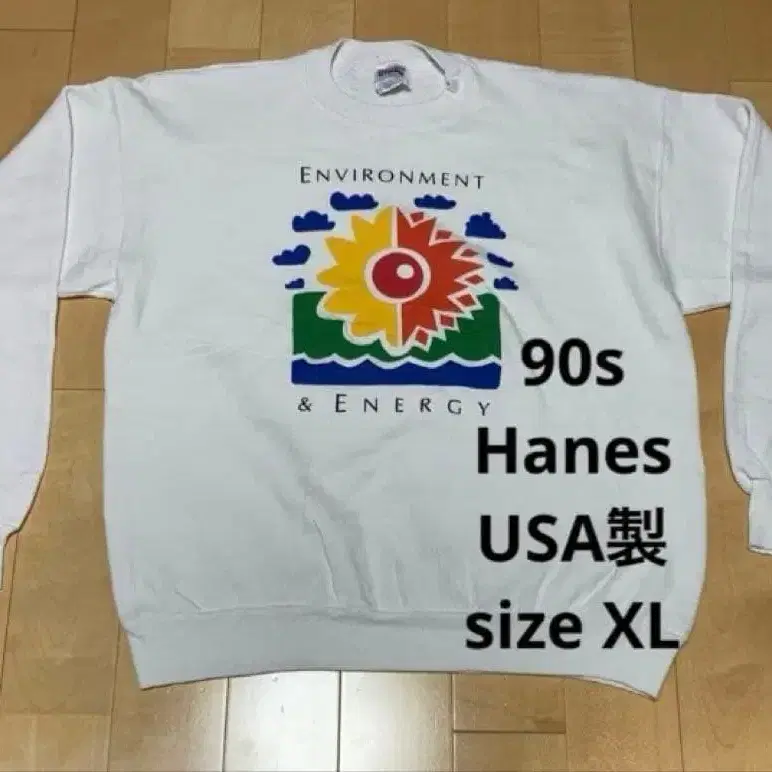 ENVIRONMENT
& ENERGY
90s
Hanes
USA製
size XL